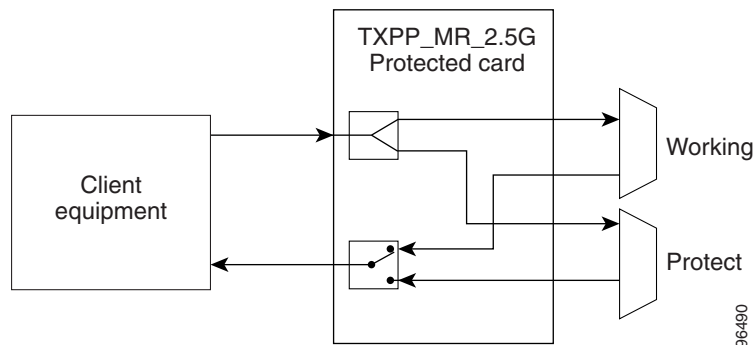 TXPP_MR_2.5G
Protected card
Client
equipment
Working
Protect
96490